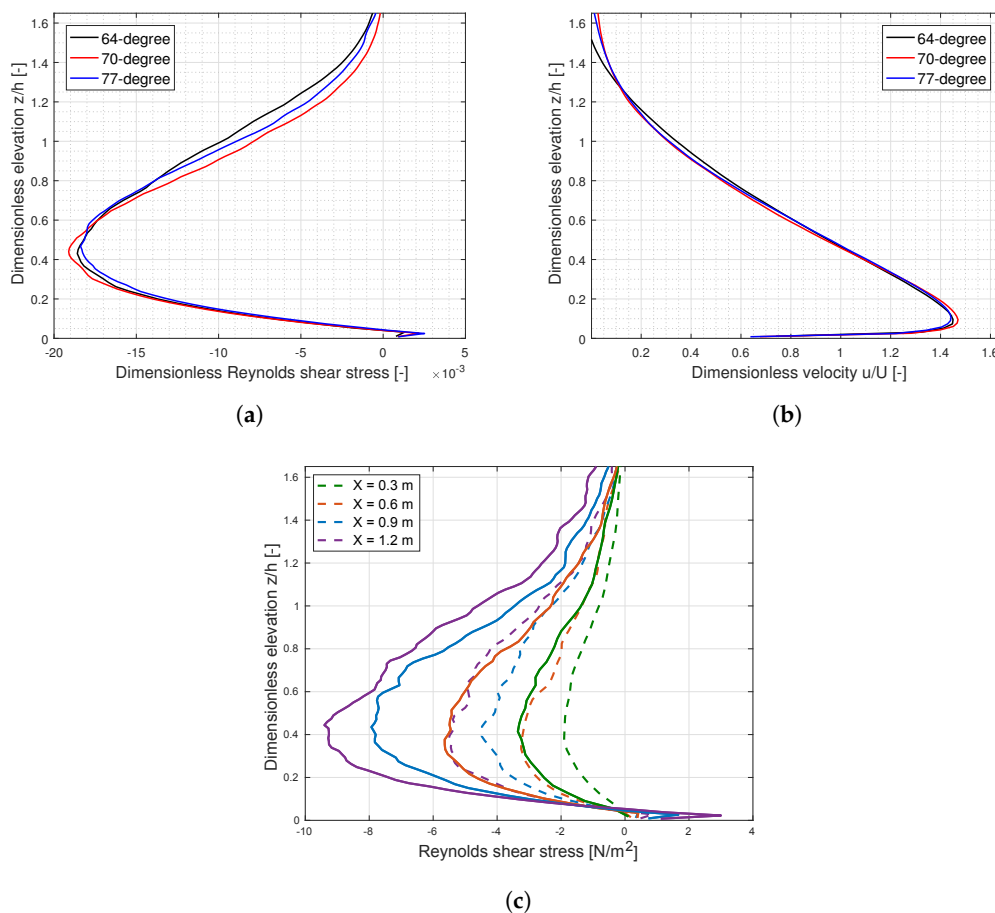 1.6
1.4
1.2
1
0.8
0.6
0.4
0.2
0
Dimensionless elevation z/h [-]
64-degree
70-degree
77-degree
-20 -15 -10 -5 0 5
Dimensionless Reynolds shear stress [-] ×10⁻³
(a)
1.6
1.4
1.2
1
0.8
0.6
0.4
0.2
0
Dimensionless elevation z/h [-]
64-degree
70-degree
77-degree
0.2 0.4 0.6 0.8 1 1.2 1.4 1.6
Dimensionless velocity u/U [-]
(b)
1.6
1.4
1.2
1
0.8
0.6
0.4
0.2
0
Dimensionless elevation z/h [-]
X = 0.3 m
X = 0.6 m
X = 0.9 m
X = 1.2 m
-10 -8 -6 -4 -2 0 2 4
Reynolds shear stress [N/m²]
(c)